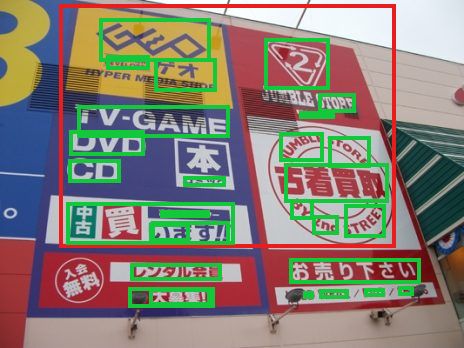 GEO
ゲオ
HYPER MEDIA SHOP
2
JUMBLE STORE
TV-GAME
DVD
CD
本
JUMBLE STORE
古着買取
2nd STREET
中古
買
います!!
入会無料
レンタル会員
大募集!
お売り下さい